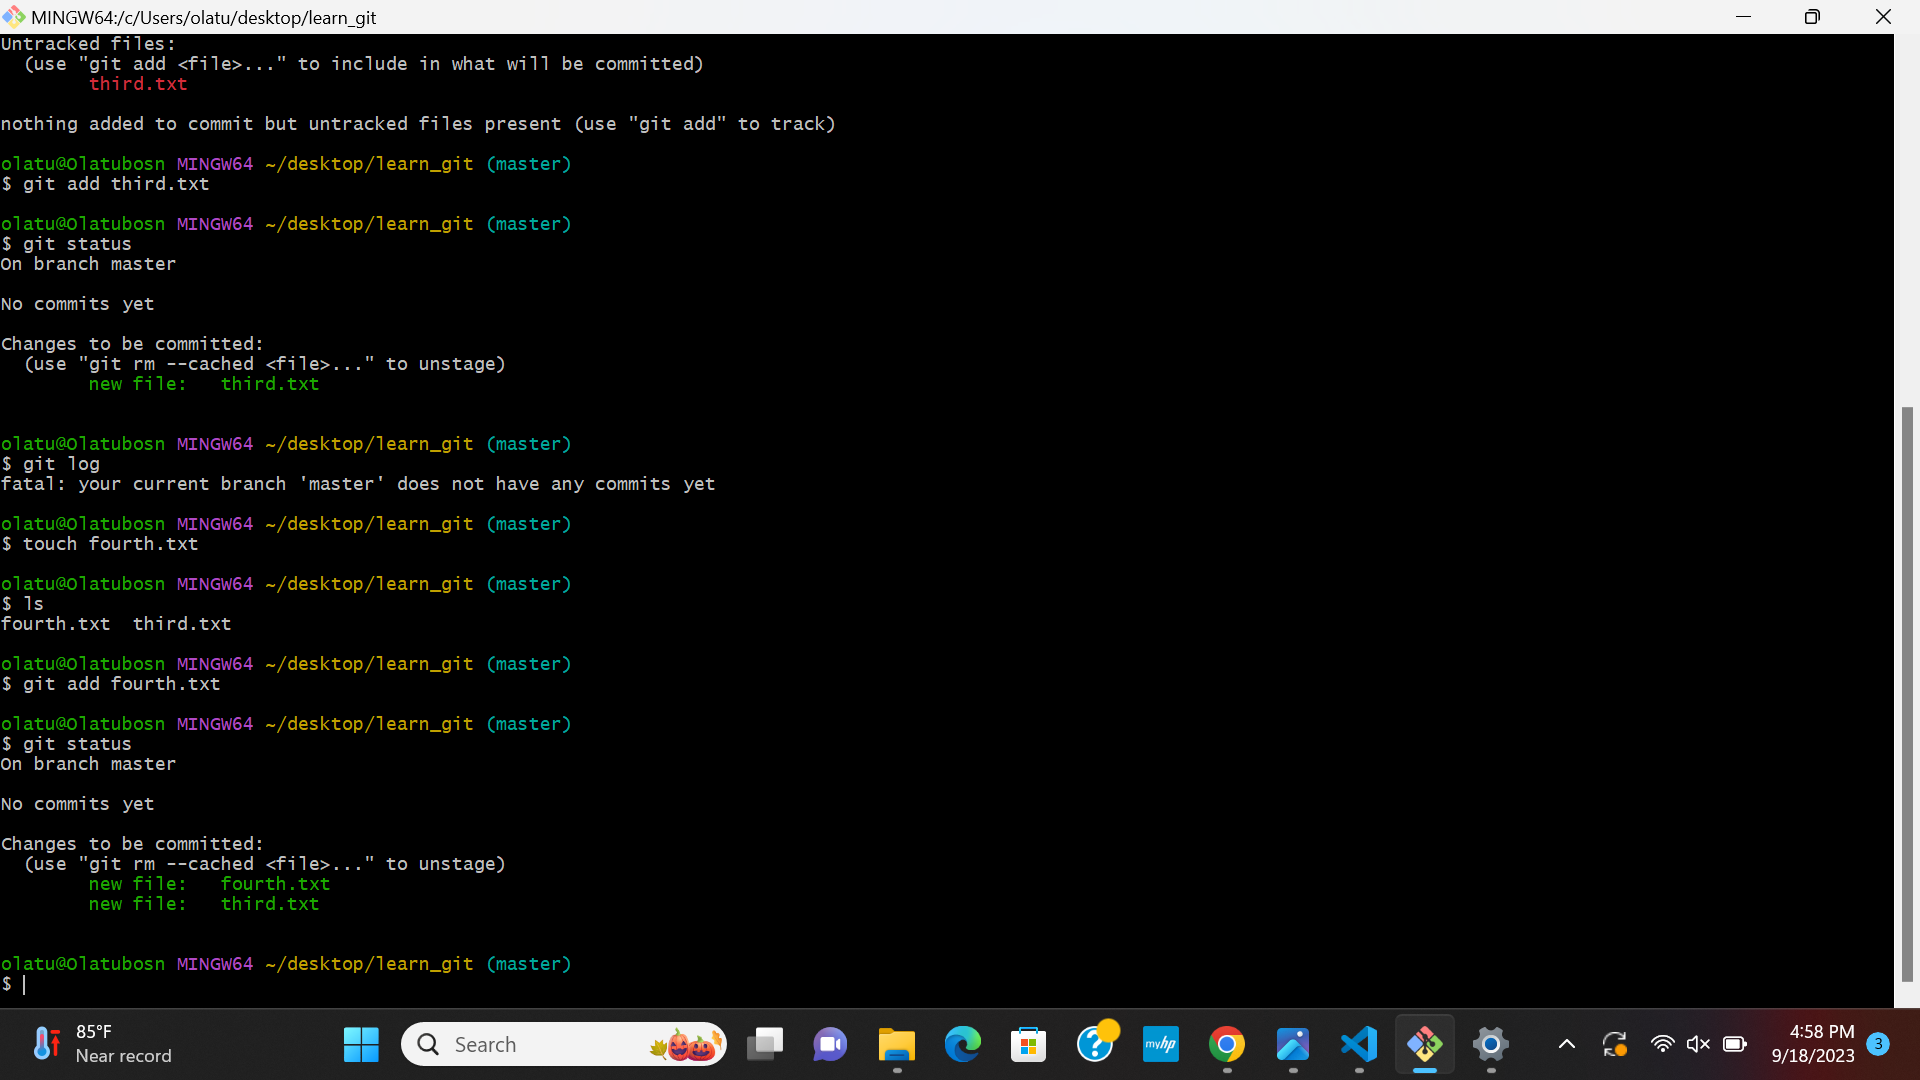 MINGW64:/c/Users/olatu/desktop/learn_git
Untracked files:
  (use "git add <file>..." to include in what will be committed)
        third.txt

nothing added to commit but untracked files present (use "git add" to track)

olatu@Olatubosn MINGW64 ~/desktop/learn_git (master)
$ git add third.txt

olatu@Olatubosn MINGW64 ~/desktop/learn_git (master)
$ git status
On branch master

No commits yet

Changes to be committed:
  (use "git rm --cached <file>..." to unstage)
        new file:   third.txt


olatu@Olatubosn MINGW64 ~/desktop/learn_git (master)
$ git log
fatal: your current branch 'master' does not have any commits yet

olatu@Olatubosn MINGW64 ~/desktop/learn_git (master)
$ touch fourth.txt

olatu@Olatubosn MINGW64 ~/desktop/learn_git (master)
$ ls
fourth.txt  third.txt

olatu@Olatubosn MINGW64 ~/desktop/learn_git (master)
$ git add fourth.txt

olatu@Olatubosn MINGW64 ~/desktop/learn_git (master)
$ git status
On branch master

No commits yet

Changes to be committed:
  (use "git rm --cached <file>..." to unstage)
        new file:   fourth.txt
        new file:   third.txt


olatu@Olatubosn MINGW64 ~/desktop/learn_git (master)
$
85°F
Near record
Search
myhp
4:58 PM
9/18/2023
3